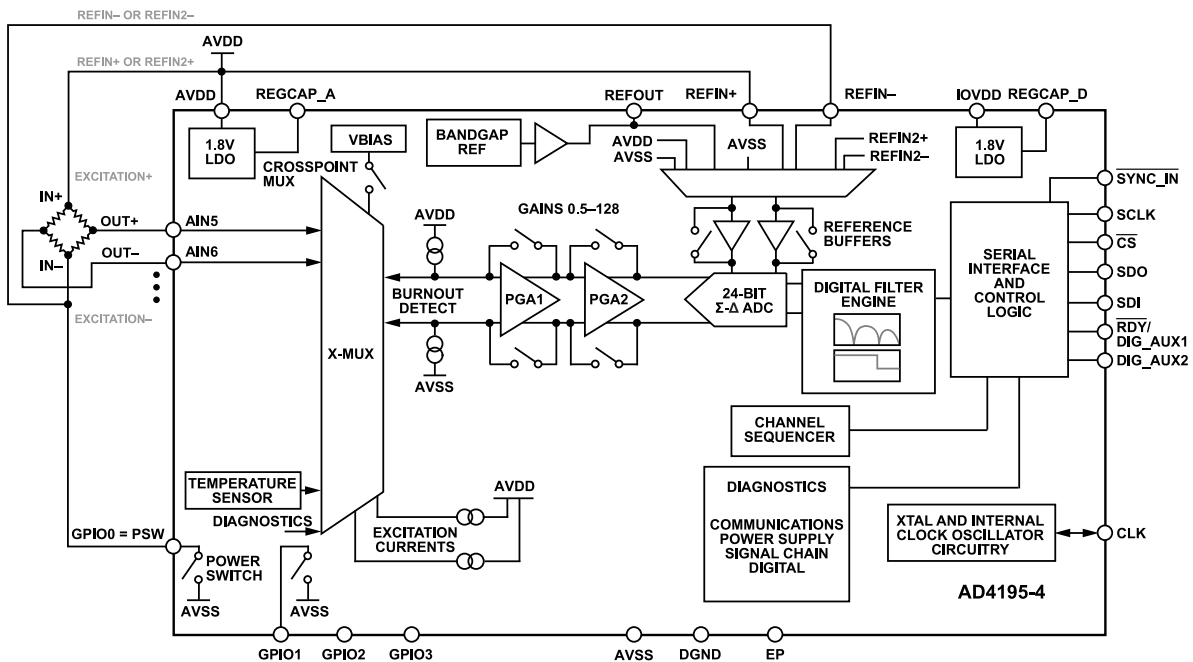 REFIN– OR REFIN2–
AVDD
REFIN+ OR REFIN2+
AVDD
REGCAP_A
REFOUT
REFIN+
REFIN–
IOVDD
REGCAP_D
1.8V
LDO
VBIAS
BANDGAP
REF
AVDD
AVSS
AVSS
REFIN2+
REFIN2–
1.8V
LDO
CROSSPOINT
MUX
EXCITATION+
IN+
OUT+
AIN5
OUT–
AIN6
IN–
EXCITATION–
AVDD
GAINS 0.5–128
REFERENCE
BUFFERS
BURNOUT
DETECT
PGA1
PGA2
24-BIT
Σ-Δ ADC
DIGITAL FILTER
ENGINE
SERIAL
INTERFACE
AND
CONTROL
LOGIC
SYNC_IN
SCLK
CS
SDO
SDI
RDY/
DIG_AUX1
DIG_AUX2
X-MUX
AVSS
CHANNEL
SEQUENCER
TEMPERATURE
SENSOR
DIAGNOSTICS
AVDD
EXCITATION
CURRENTS
DIAGNOSTICS
COMMUNICATIONS
POWER SUPPLY
SIGNAL CHAIN
DIGITAL
XTAL AND INTERNAL
CLOCK OSCILLATOR
CIRCUITRY
CLK
GPIO0 = PSW
POWER
SWITCH
AVSS
AVSS
AD4195-4
GPIO1
GPIO2
GPIO3
AVSS
DGND
EP